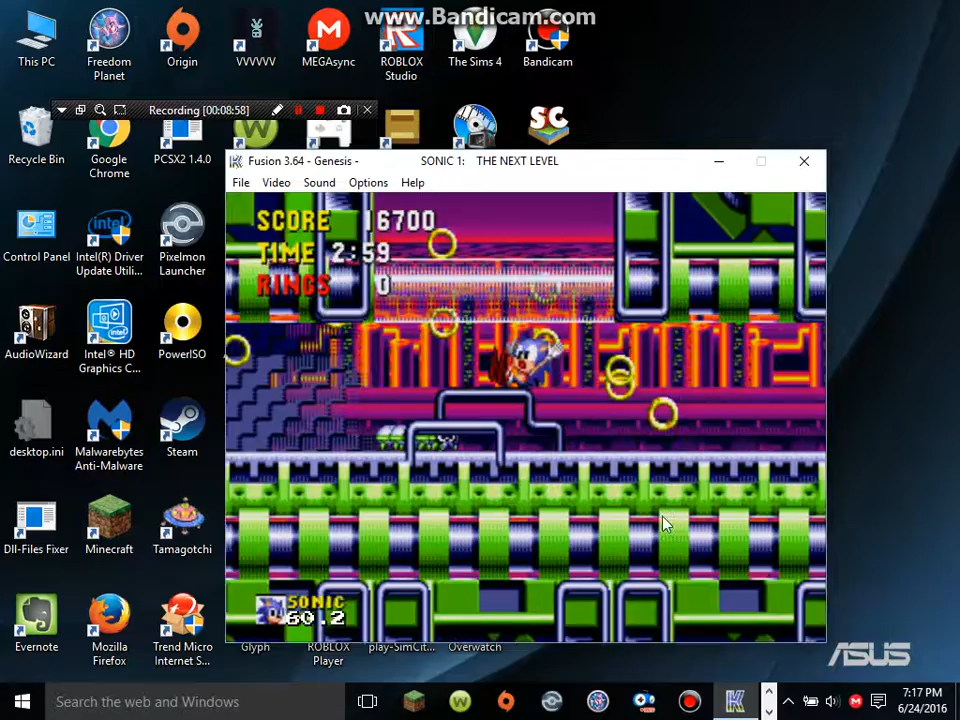 www.Bandicam.com
This PC
Freedom Planet
Origin
VVVVVV
MEGAsync
ROBLOX Studio
The Sims 4
Bandicam
Recording [00:08:58]
Recycle Bin
Google Chrome
PCSX2 1.4.0
SC
Fusion 3.64 - Genesis - SONIC 1: THE NEXT LEVEL
File Video Sound Options Help
SCORE 16700
TIME 2:59
RINGS 0
Control Panel
Intel(R) Driver Update Utili...
Pixelmon Launcher
AudioWizard
Intel® HD Graphics C...
PowerISO
desktop.ini
Malwarebytes Anti-Malware
Steam
Dll-Files Fixer
Minecraft
Tamagotchi
SONIC
60.2
Evernote
Mozilla Firefox
Trend Micro Internet S...
Glyph
ROBLOX Player
play-SimCit...
Overwatch
ASUS
Search the web and Windows
7:17 PM
6/24/2016